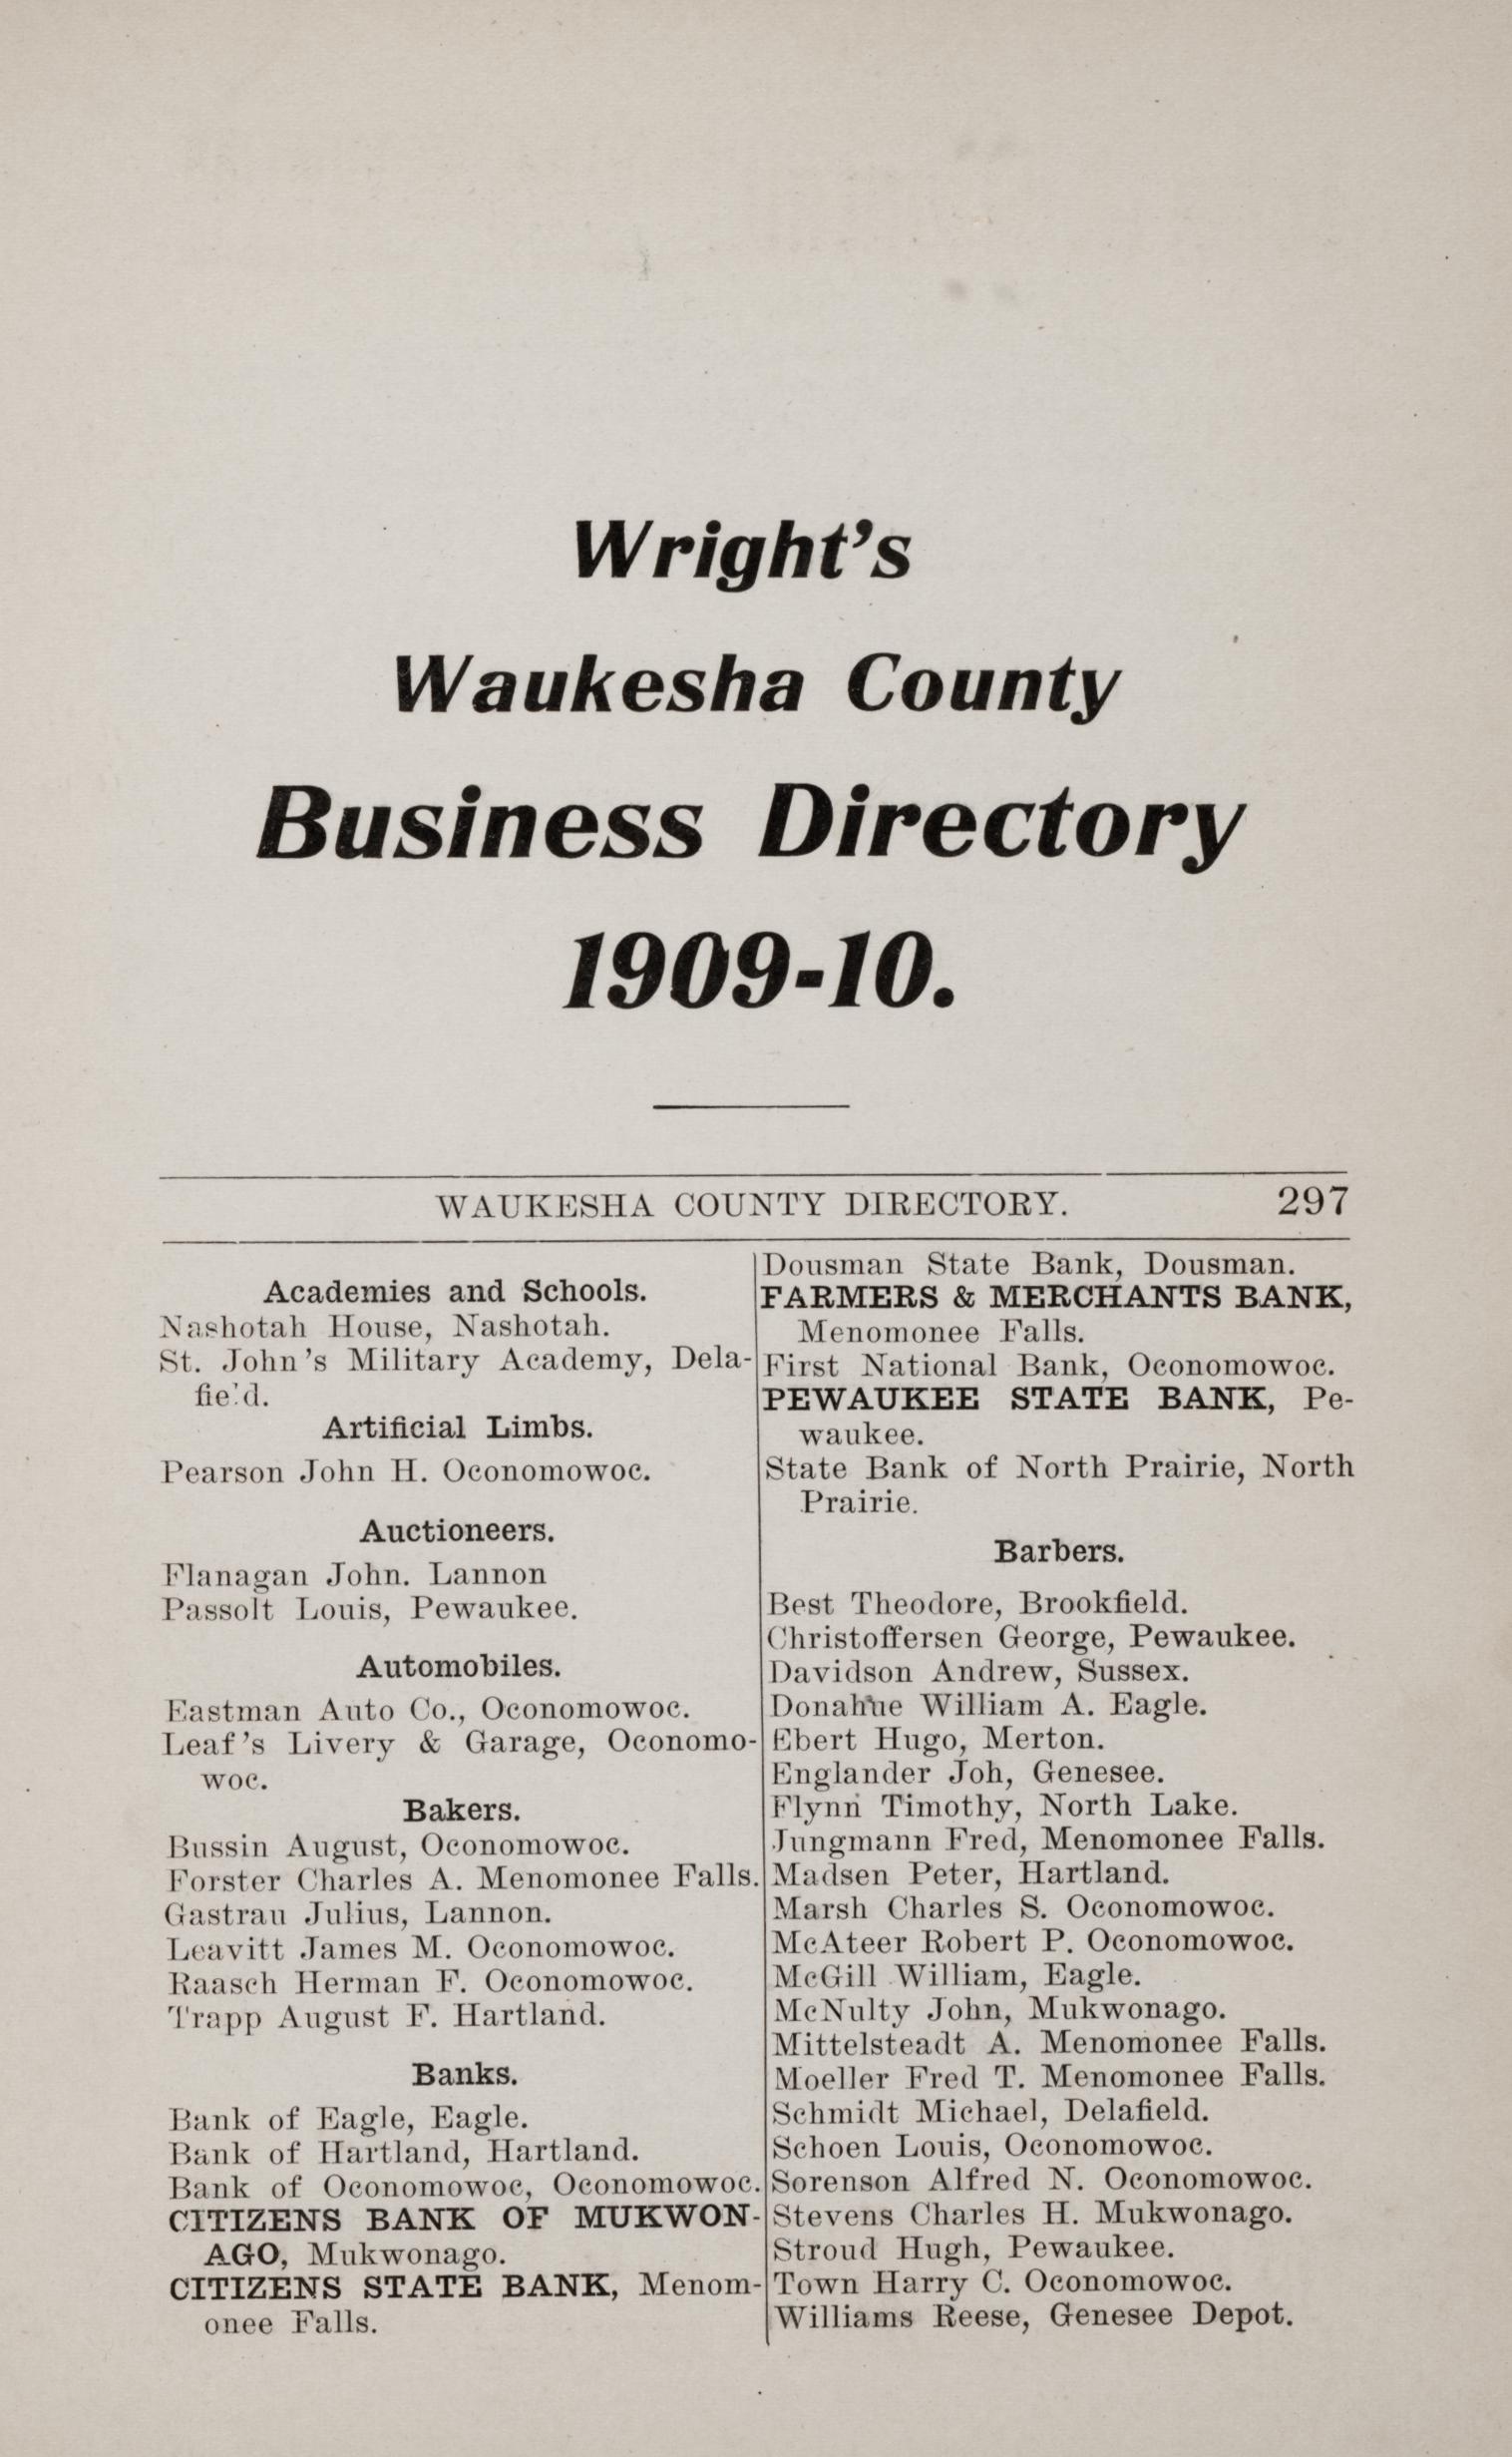 Wright's
Waukesha County
Business Directory
1909-10.
WAUKESHA COUNTY DIRECTORY. 297
Academies and Schools.
Nashotah House, Nashotah.
St. John's Military Academy, Dela-
fie'd.
Artificial Limbs.
Pearson John H. Oconomowoc.
Auctioneers.
Flanagan John. Lannon
Passolt Louis, Pewaukee.
Automobiles.
Eastman Auto Co., Oconomowoc.
Leaf's Livery & Garage, Oconomo-
woc.
Bakers.
Bussin August, Oconomowoc.
Forster Charles A. Menomonee Falls.
Gastrau Julius, Lannon.
Leavitt James M. Oconomowoc.
Raasch Herman F. Oconomowoc.
Trapp August F. Hartland.
Banks.
Bank of Eagle, Eagle.
Bank of Hartland, Hartland.
Bank of Oconomowoc, Oconomowoc.
CITIZENS BANK OF MUKWON-
AGO, Mukwonago.
CITIZENS STATE BANK, Menom-
onee Falls.
Dousman State Bank, Dousman.
FARMERS & MERCHANTS BANK,
Menomonee Falls.
First National Bank, Oconomowoc.
PEWAUKEE STATE BANK, Pe-
waukee.
State Bank of North Prairie, North
Prairie.
Barbers.
Best Theodore, Brookfield.
Christoffersen George, Pewaukee.
Davidson Andrew, Sussex.
Donahue William A. Eagle.
Ebert Hugo, Merton.
Englander Joh, Genesee.
Flynn Timothy, North Lake.
Jungmann Fred, Menomonee Falls.
Madsen Peter, Hartland.
Marsh Charles S. Oconomowoc.
McAteer Robert P. Oconomowoc.
McGill William, Eagle.
McNulty John, Mukwonago.
Mittelsteadt A. Menomonee Falls.
Moeller Fred T. Menomonee Falls.
Schmidt Michael, Delafield.
Schoen Louis, Oconomowoc.
Sorenson Alfred N. Oconomowoc.
Stevens Charles H. Mukwonago.
Stroud Hugh, Pewaukee.
Town Harry C. Oconomowoc.
Williams Reese, Genesee Depot.